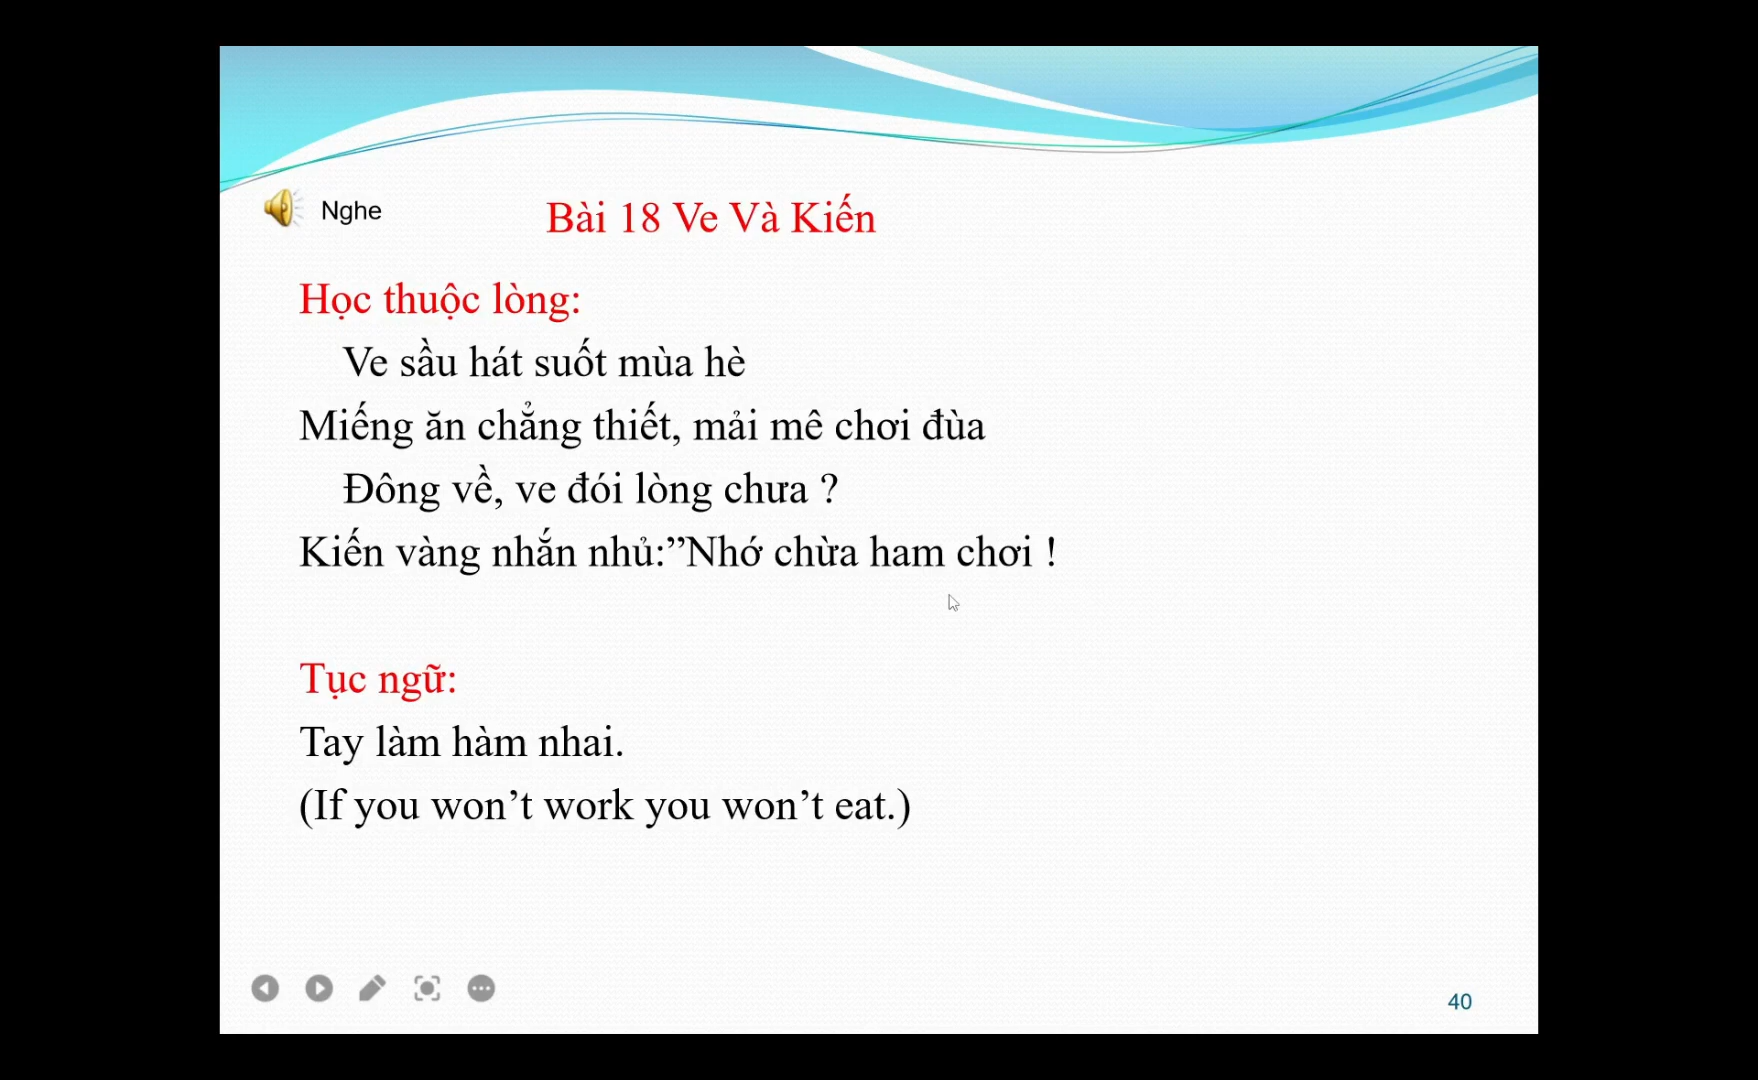 Nghe
Bài 18 Ve Và Kiến
Học thuộc lòng:
Ve sầu hát suốt mùa hè
Miếng ăn chẳng thiết, mải mê chơi đùa
Đông về, ve đói lòng chưa ?
Kiến vàng nhắn nhủ:”Nhớ chừa ham chơi !
Tục ngữ:
Tay làm hàm nhai.
(If you won’t work you won’t eat.)
40